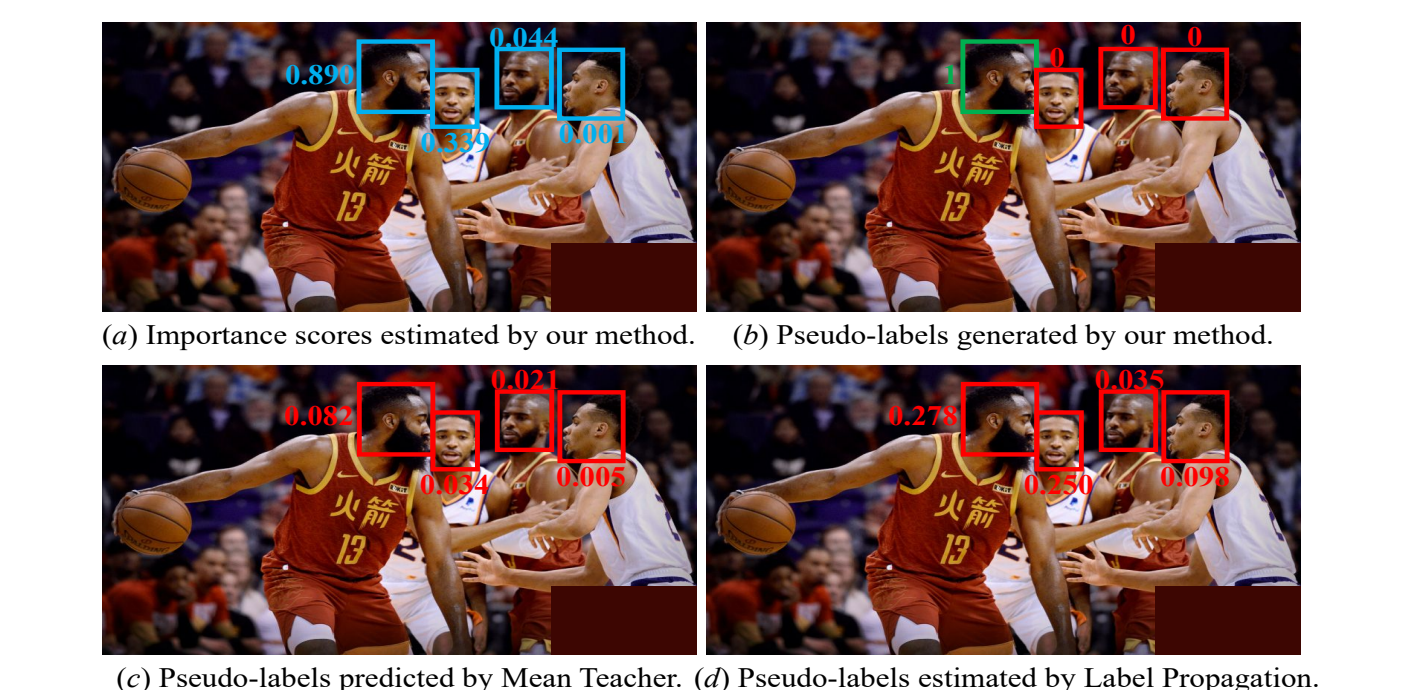 0.890
0.044
0.339
0.001
火箭
13
SPALDING
(a) Importance scores estimated by our method.
1
0
0
0
火箭
13
(b) Pseudo-labels generated by our method.
0.082
0.021
0.034
0.005
火箭
13
(c) Pseudo-labels predicted by Mean Teacher.
0.278
0.035
0.250
0.098
火箭
13
(d) Pseudo-labels estimated by Label Propagation.